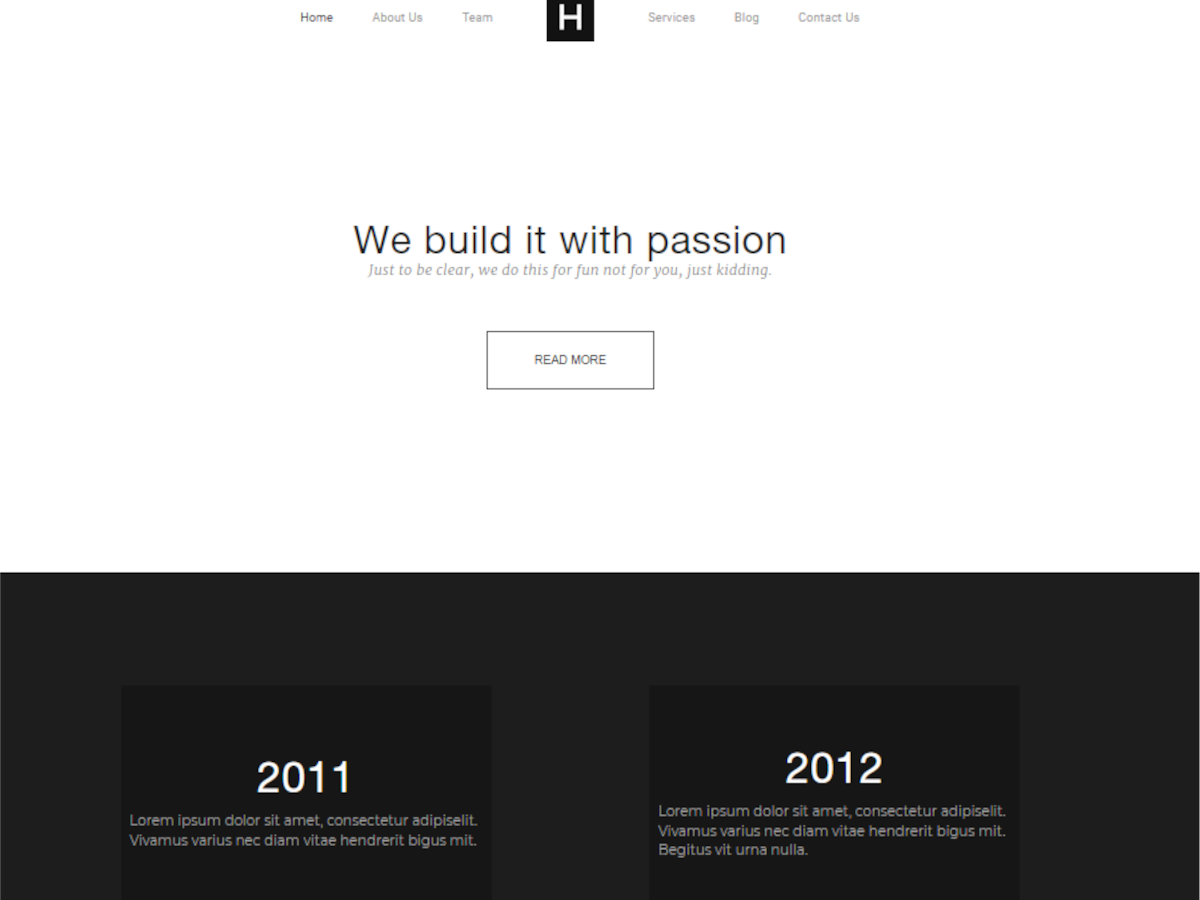 Home About Us Team H Services Blog Contact Us
We build it with passion
Just to be clear, we do this for fun not for you, just kidding.
READ MORE
2011
Lorem ipsum dolor sit amet, consectetur adipiselit.
Vivamus varius nec diam vitae hendrerit bigus mit.
2012
Lorem ipsum dolor sit amet, consectetur adipiselit.
Vivamus varius nec diam vitae hendrerit bigus mit.
Begitus vit urna nulla.